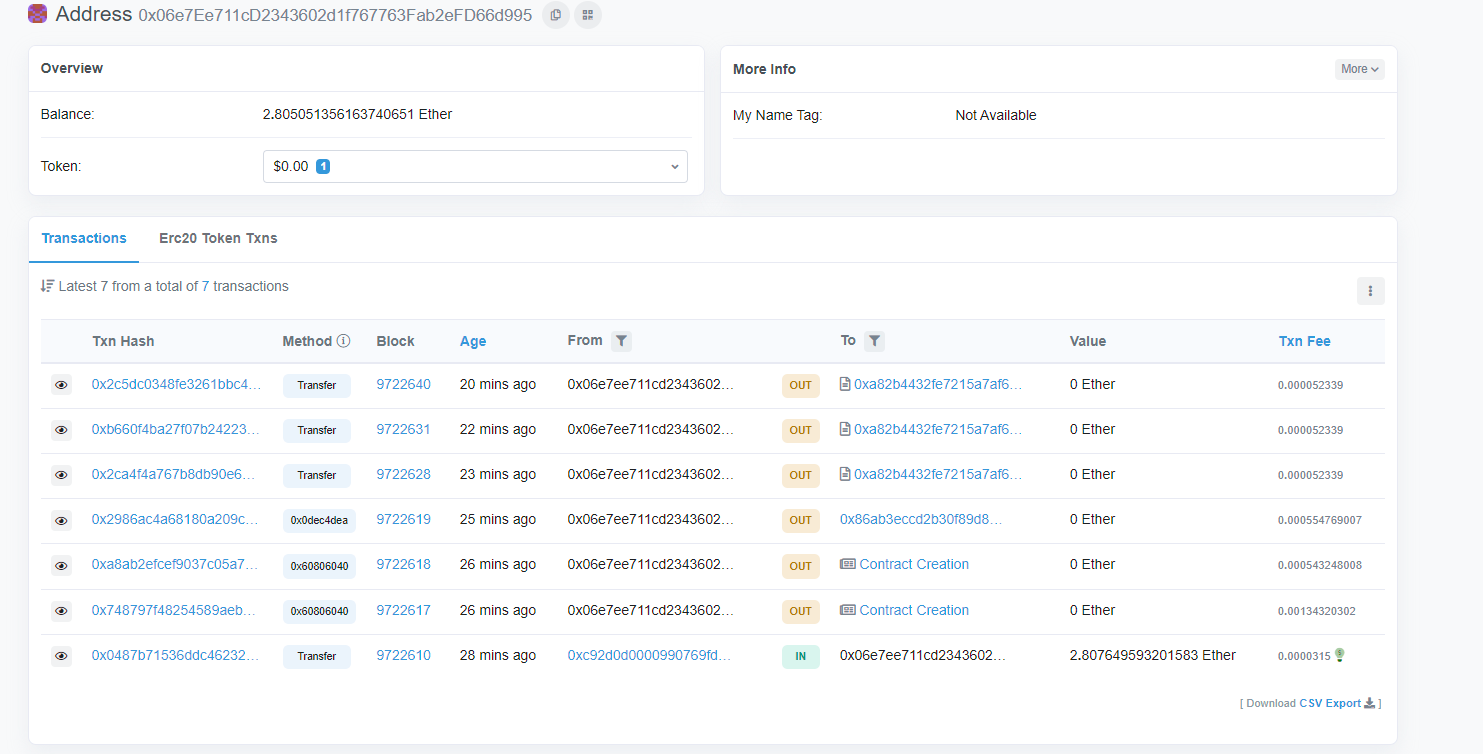 Address 0x06e7Ee711cD2343602d1f767763Fab2eFD66d995
Overview
Balance: 2.805051356163740651 Ether
Token: $0.00 1
More Info More
My Name Tag: Not Available
Transactions Erc20 Token Txns
Latest 7 from a total of 7 transactions
Txn Hash Method Block Age From To Value Txn Fee
0x2c5dc0348fe3261bbc4... Transfer 9722640 20 mins ago 0x06e7ee711cd2343602... OUT 0xa82b4432fe7215a7af6... 0 Ether 0.000052339
0xb660f4ba27f07b24223... Transfer 9722631 22 mins ago 0x06e7ee711cd2343602... OUT 0xa82b4432fe7215a7af6... 0 Ether 0.000052339
0x2ca4f4a767b8db90e6... Transfer 9722628 23 mins ago 0x06e7ee711cd2343602... OUT 0xa82b4432fe7215a7af6... 0 Ether 0.000052339
0x2986ac4a68180a209c... 0x0dec4dea 9722619 25 mins ago 0x06e7ee711cd2343602... OUT 0x86ab3eccd2b30f89d8... 0 Ether 0.000554769007
0xa8ab2efcef9037c05a7... 0x60806040 9722618 26 mins ago 0x06e7ee711cd2343602... OUT Contract Creation 0 Ether 0.000543248008
0x748797f48254589aeb... 0x60806040 9722617 26 mins ago 0x06e7ee711cd2343602... OUT Contract Creation 0 Ether 0.00134320302
0x0487b71536ddc46232... Transfer 9722610 28 mins ago 0xc92d0d0000990769fd... IN 0x06e7ee711cd2343602... 2.807649593201583 Ether 0.0000315
[ Download CSV Export ]